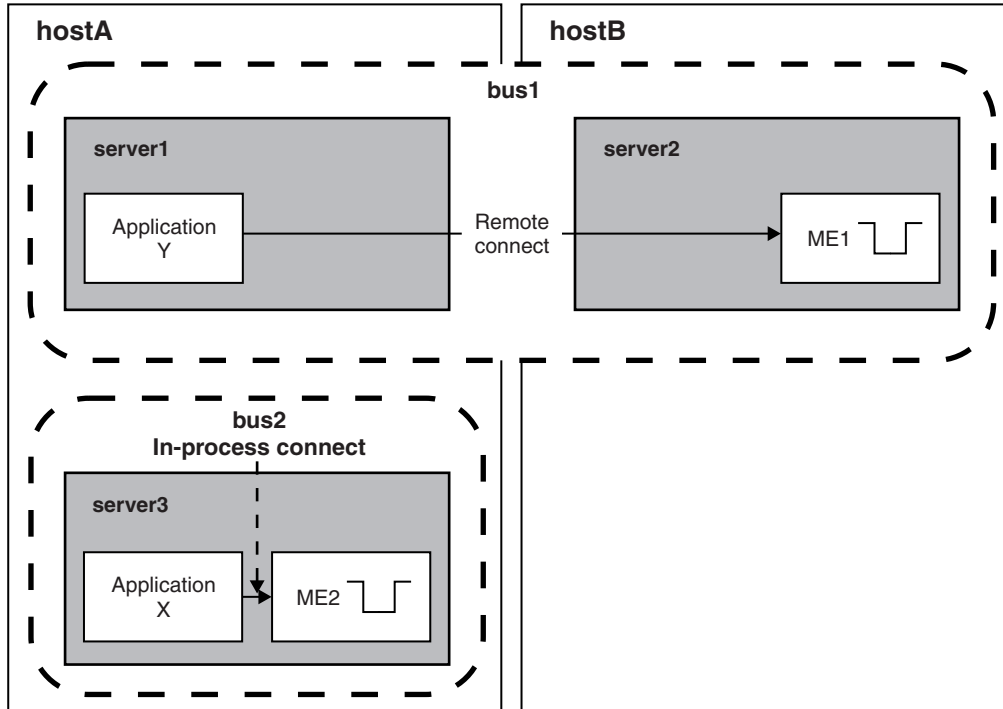 hostA
hostB
bus1
server1
server2
Application
Y
Remote
connect
ME1
bus2
In-process connect
server3
Application
X
ME2